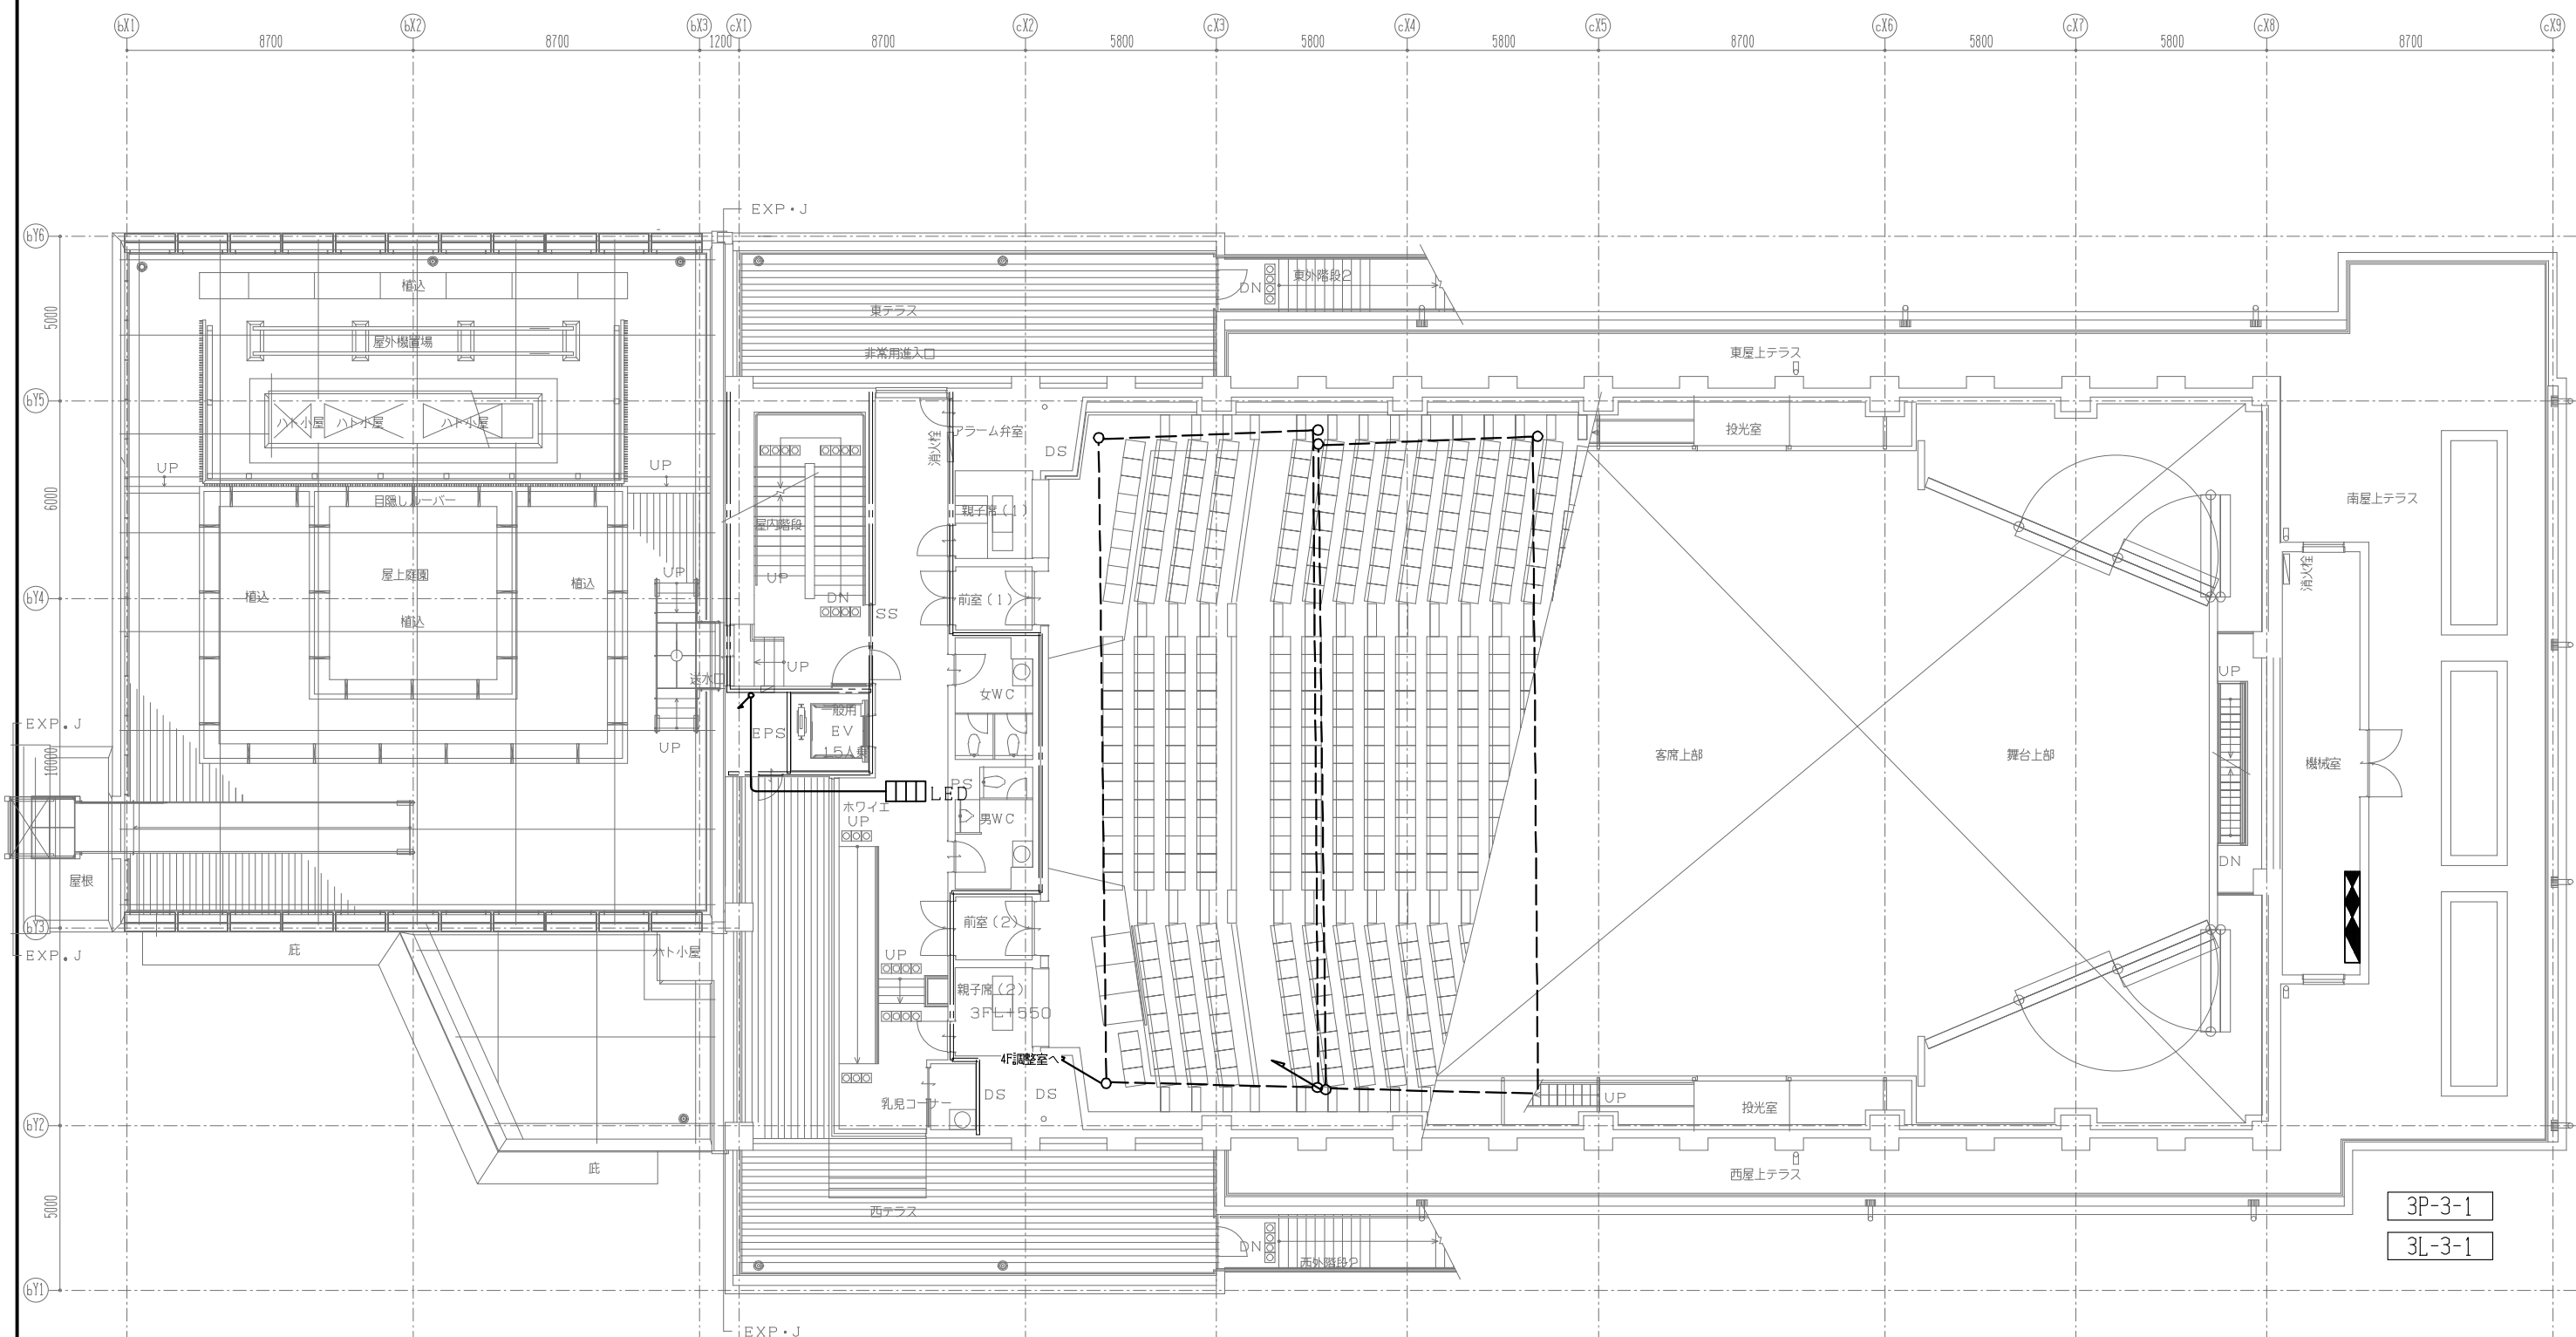 bX1 bX2 bX3 cX1 cX2 cX3 cX4 cX5 cX6 cX7 cX8 cX9
8700 8700 1200 8700 5800 5800 5800 8700 5800 5800 8700
EXP・J
bY6
5000
植込
屋外機置場
東テラス
非常用進入口
東外階段2
DN
東屋上テラス
bY5
ハト小屋 ハト小屋 ハト小屋
消火栓
アラーム弁室
DS
投光室
UP UP
6000
目隠しルーバー
親子席(1)
南屋上テラス
屋内階段
屋上庭園
植込
植込
植込
UP
UP
DN
SS
前室(1)
消火栓
bY4
UP
送水口
女WC
UP
一般用
EV
15人乗
EPS
UP
EXP.J
10000
客席上部
舞台上部
機械室
PS
LED
ホワイエ
UP
男WC
DN
屋根
bY3
EXP.J
庇
ハト小屋
前室(2)
UP
親子席(2)
3FL+550
4F調整室へ
乳児コーナー
DS
DS
UP
投光室
bY2
庇
西屋上テラス
5000
西テラス
DN
西外階段2
3P-3-1
3L-3-1
bY1
EXP・J